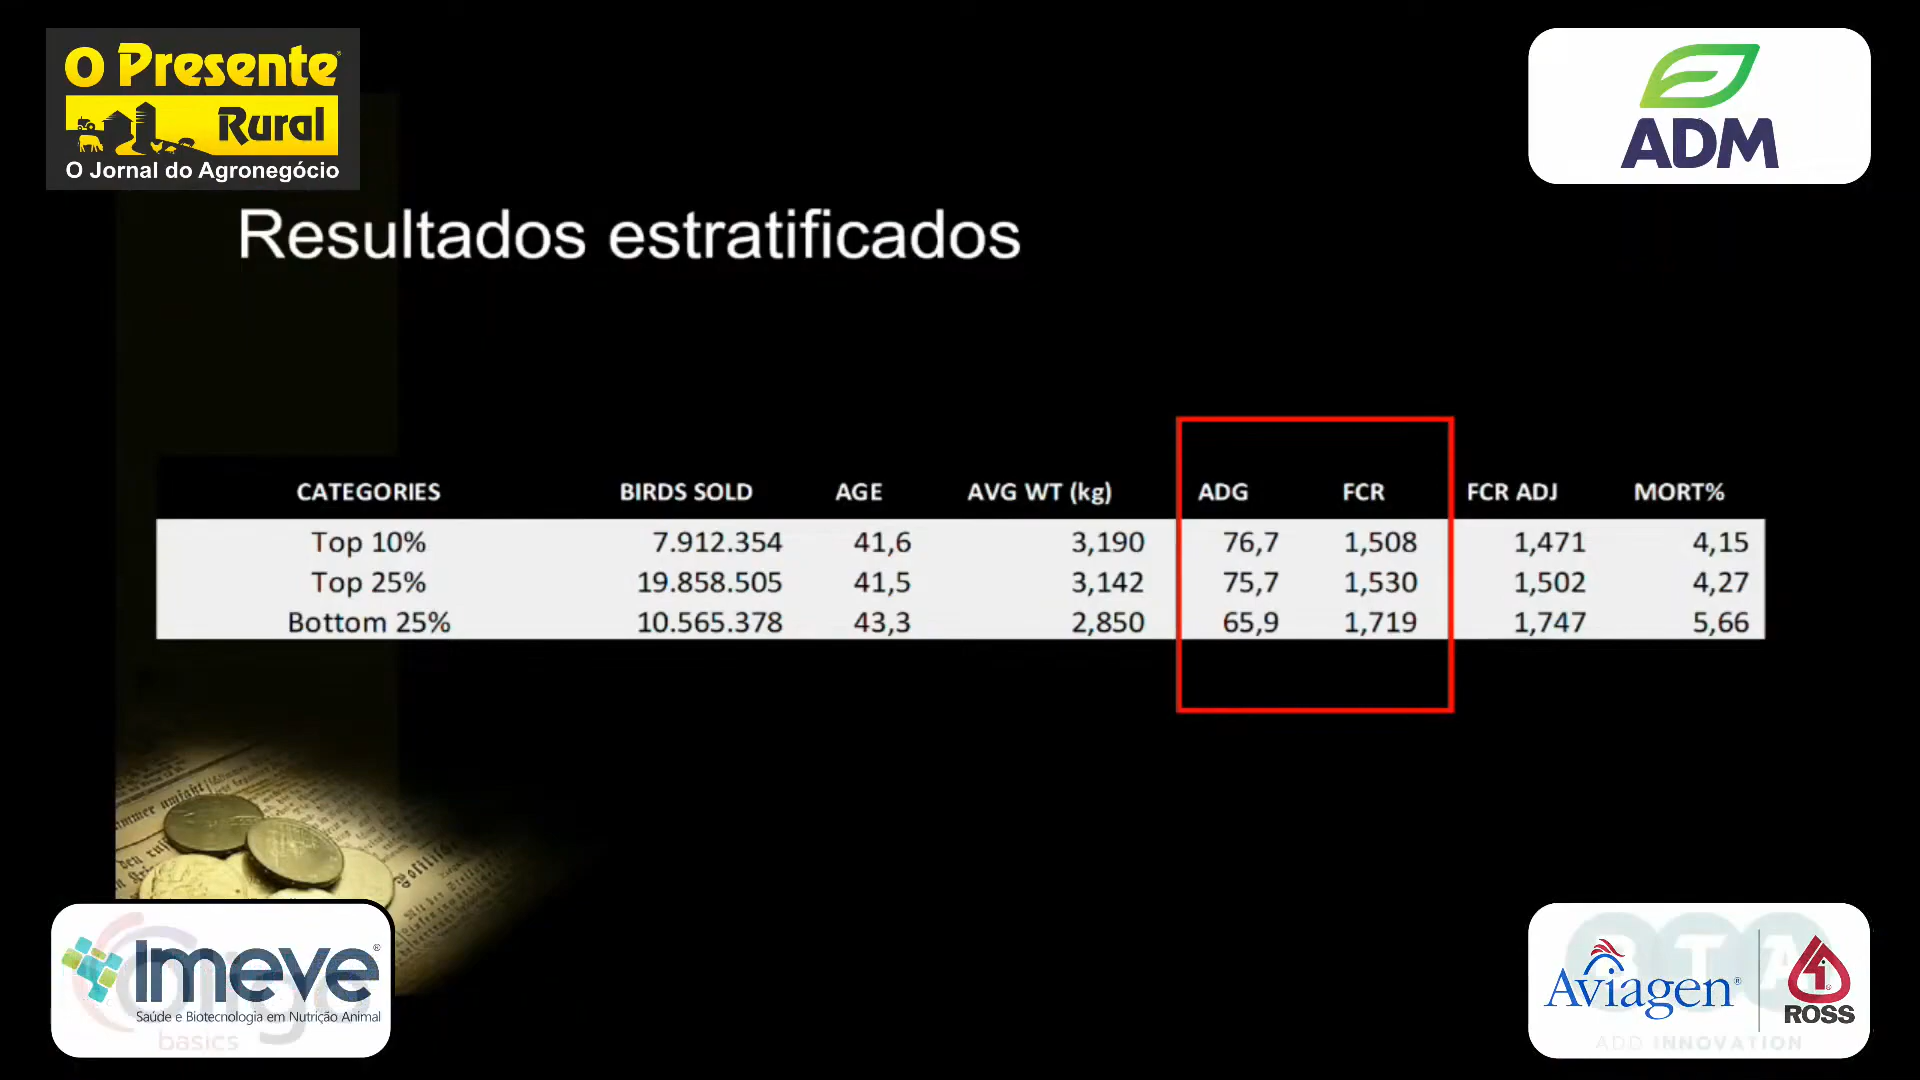 O Presente
Rural
O Jornal do Agronegócio
ADM
Resultados estratificados
CATEGORIES BIRDS SOLD AGE AVG WT (kg) ADG FCR FCR ADJ MORT%
Top 10% 7.912.354 41,6 3,190 76,7 1,508 1,471 4,15
Top 25% 19.858.505 41,5 3,142 75,7 1,530 1,502 4,27
Bottom 25% 10.565.378 43,3 2,850 65,9 1,719 1,747 5,66
Imeve
Saúde e Biotecnologia em Nutrição Animal
basics
Aviagen
ROSS
BTA
ADD INNOVATION